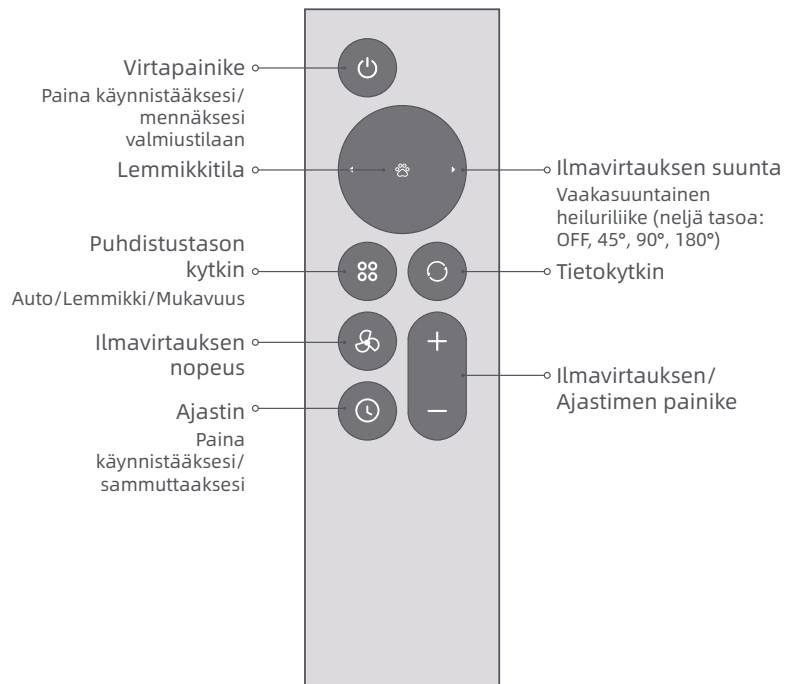 Virtapainike
Paina käynnistääksesi/
mennäksesi
valmiustilaan
Lemmikkitila
Puhdistustason
kytkin
Auto/Lemmikki/Mukavuus
Ilmavirtauksen
nopeus
Ajastin
Paina
käynnistääksesi/
sammuttaaksesi
Ilmavirtauksen suunta
Vaakasuuntainen
heiluriliike (neljä tasoa:
OFF, 45°, 90°, 180°)
Tietokytkin
Ilmavirtauksen/
Ajastimen painike